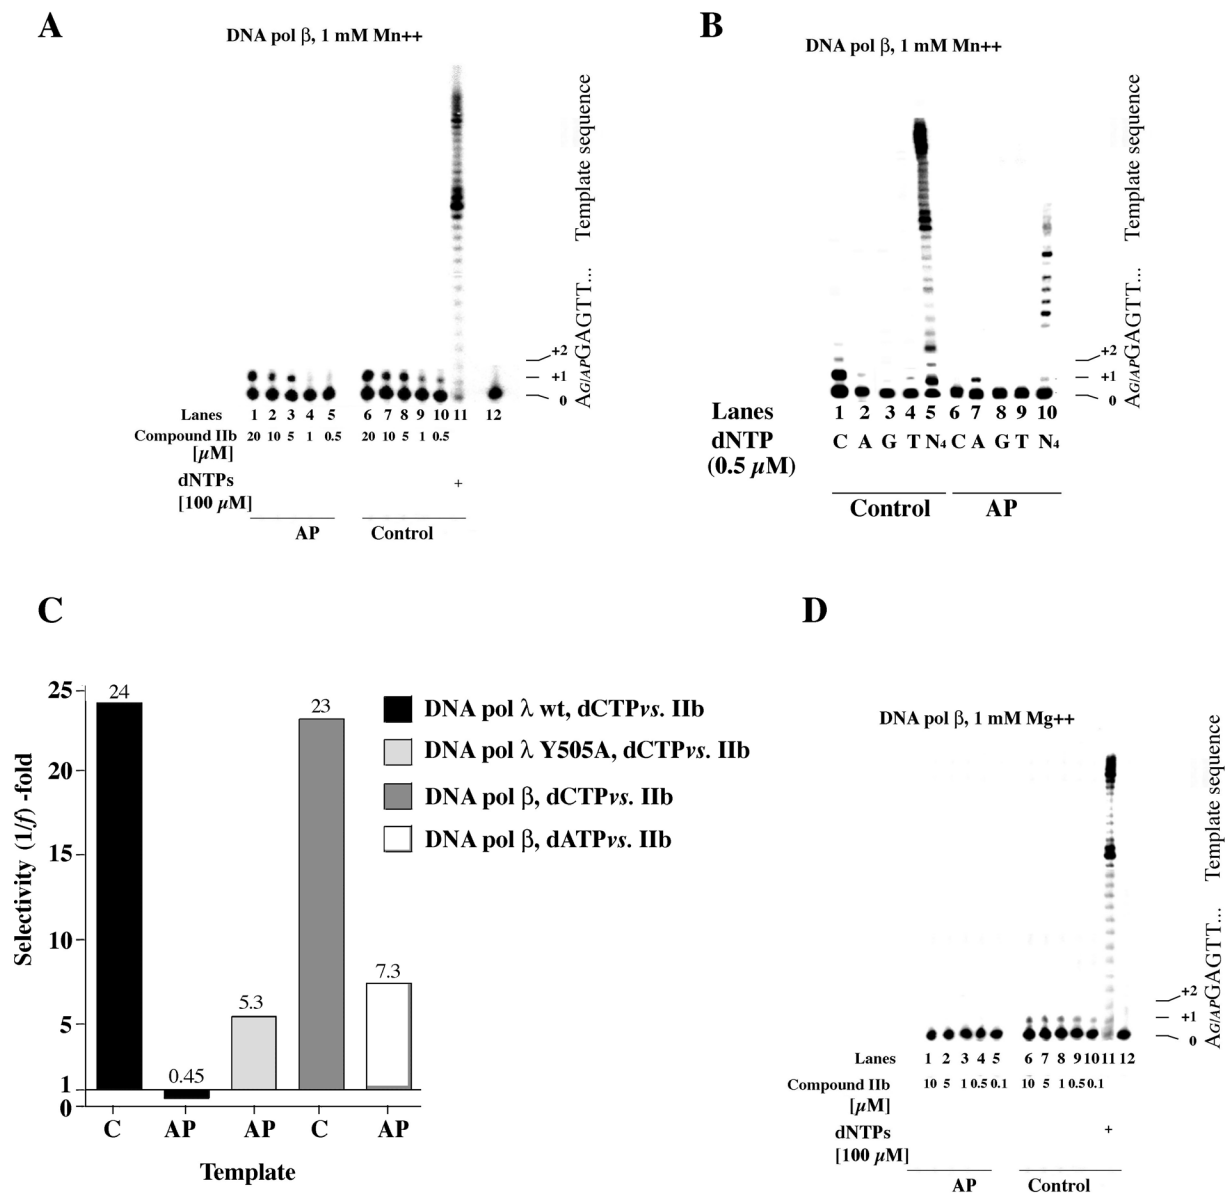 A
DNA pol β, 1 mM Mn++
+2
+1
0
AG/APGAGTT... Template sequence
Lanes 1 2 3 4 5 6 7 8 9 10 11 12
Compound IIb 20 10 5 1 0.5 20 10 5 1 0.5
[µM]
dNTPs +
[100 µM]
AP Control
B
DNA pol β, 1 mM Mn++
+2
+1
0
AG/APGAGTT... Template sequence
Lanes 1 2 3 4 5 6 7 8 9 10
dNTP C A G T N4 C A G T N4
(0.5 µM)
Control AP
C
Selectivity (1/f) -fold
25
20
15
10
5
1
0
24
0.45
5.3
23
7.3
C AP AP C AP
Template
DNA pol λ wt, dCTPvs. IIb
DNA pol λ Y505A, dCTPvs. IIb
DNA pol β, dCTPvs. IIb
DNA pol β, dATPvs. IIb
D
DNA pol β, 1 mM Mg++
+2
+1
0
AG/APGAGTT... Template sequence
Lanes 1 2 3 4 5 6 7 8 9 10 11 12
Compound IIb 10 5 1 0.5 0.1 10 5 1 0.5 0.1
[µM]
dNTPs +
[100 µM]
AP Control